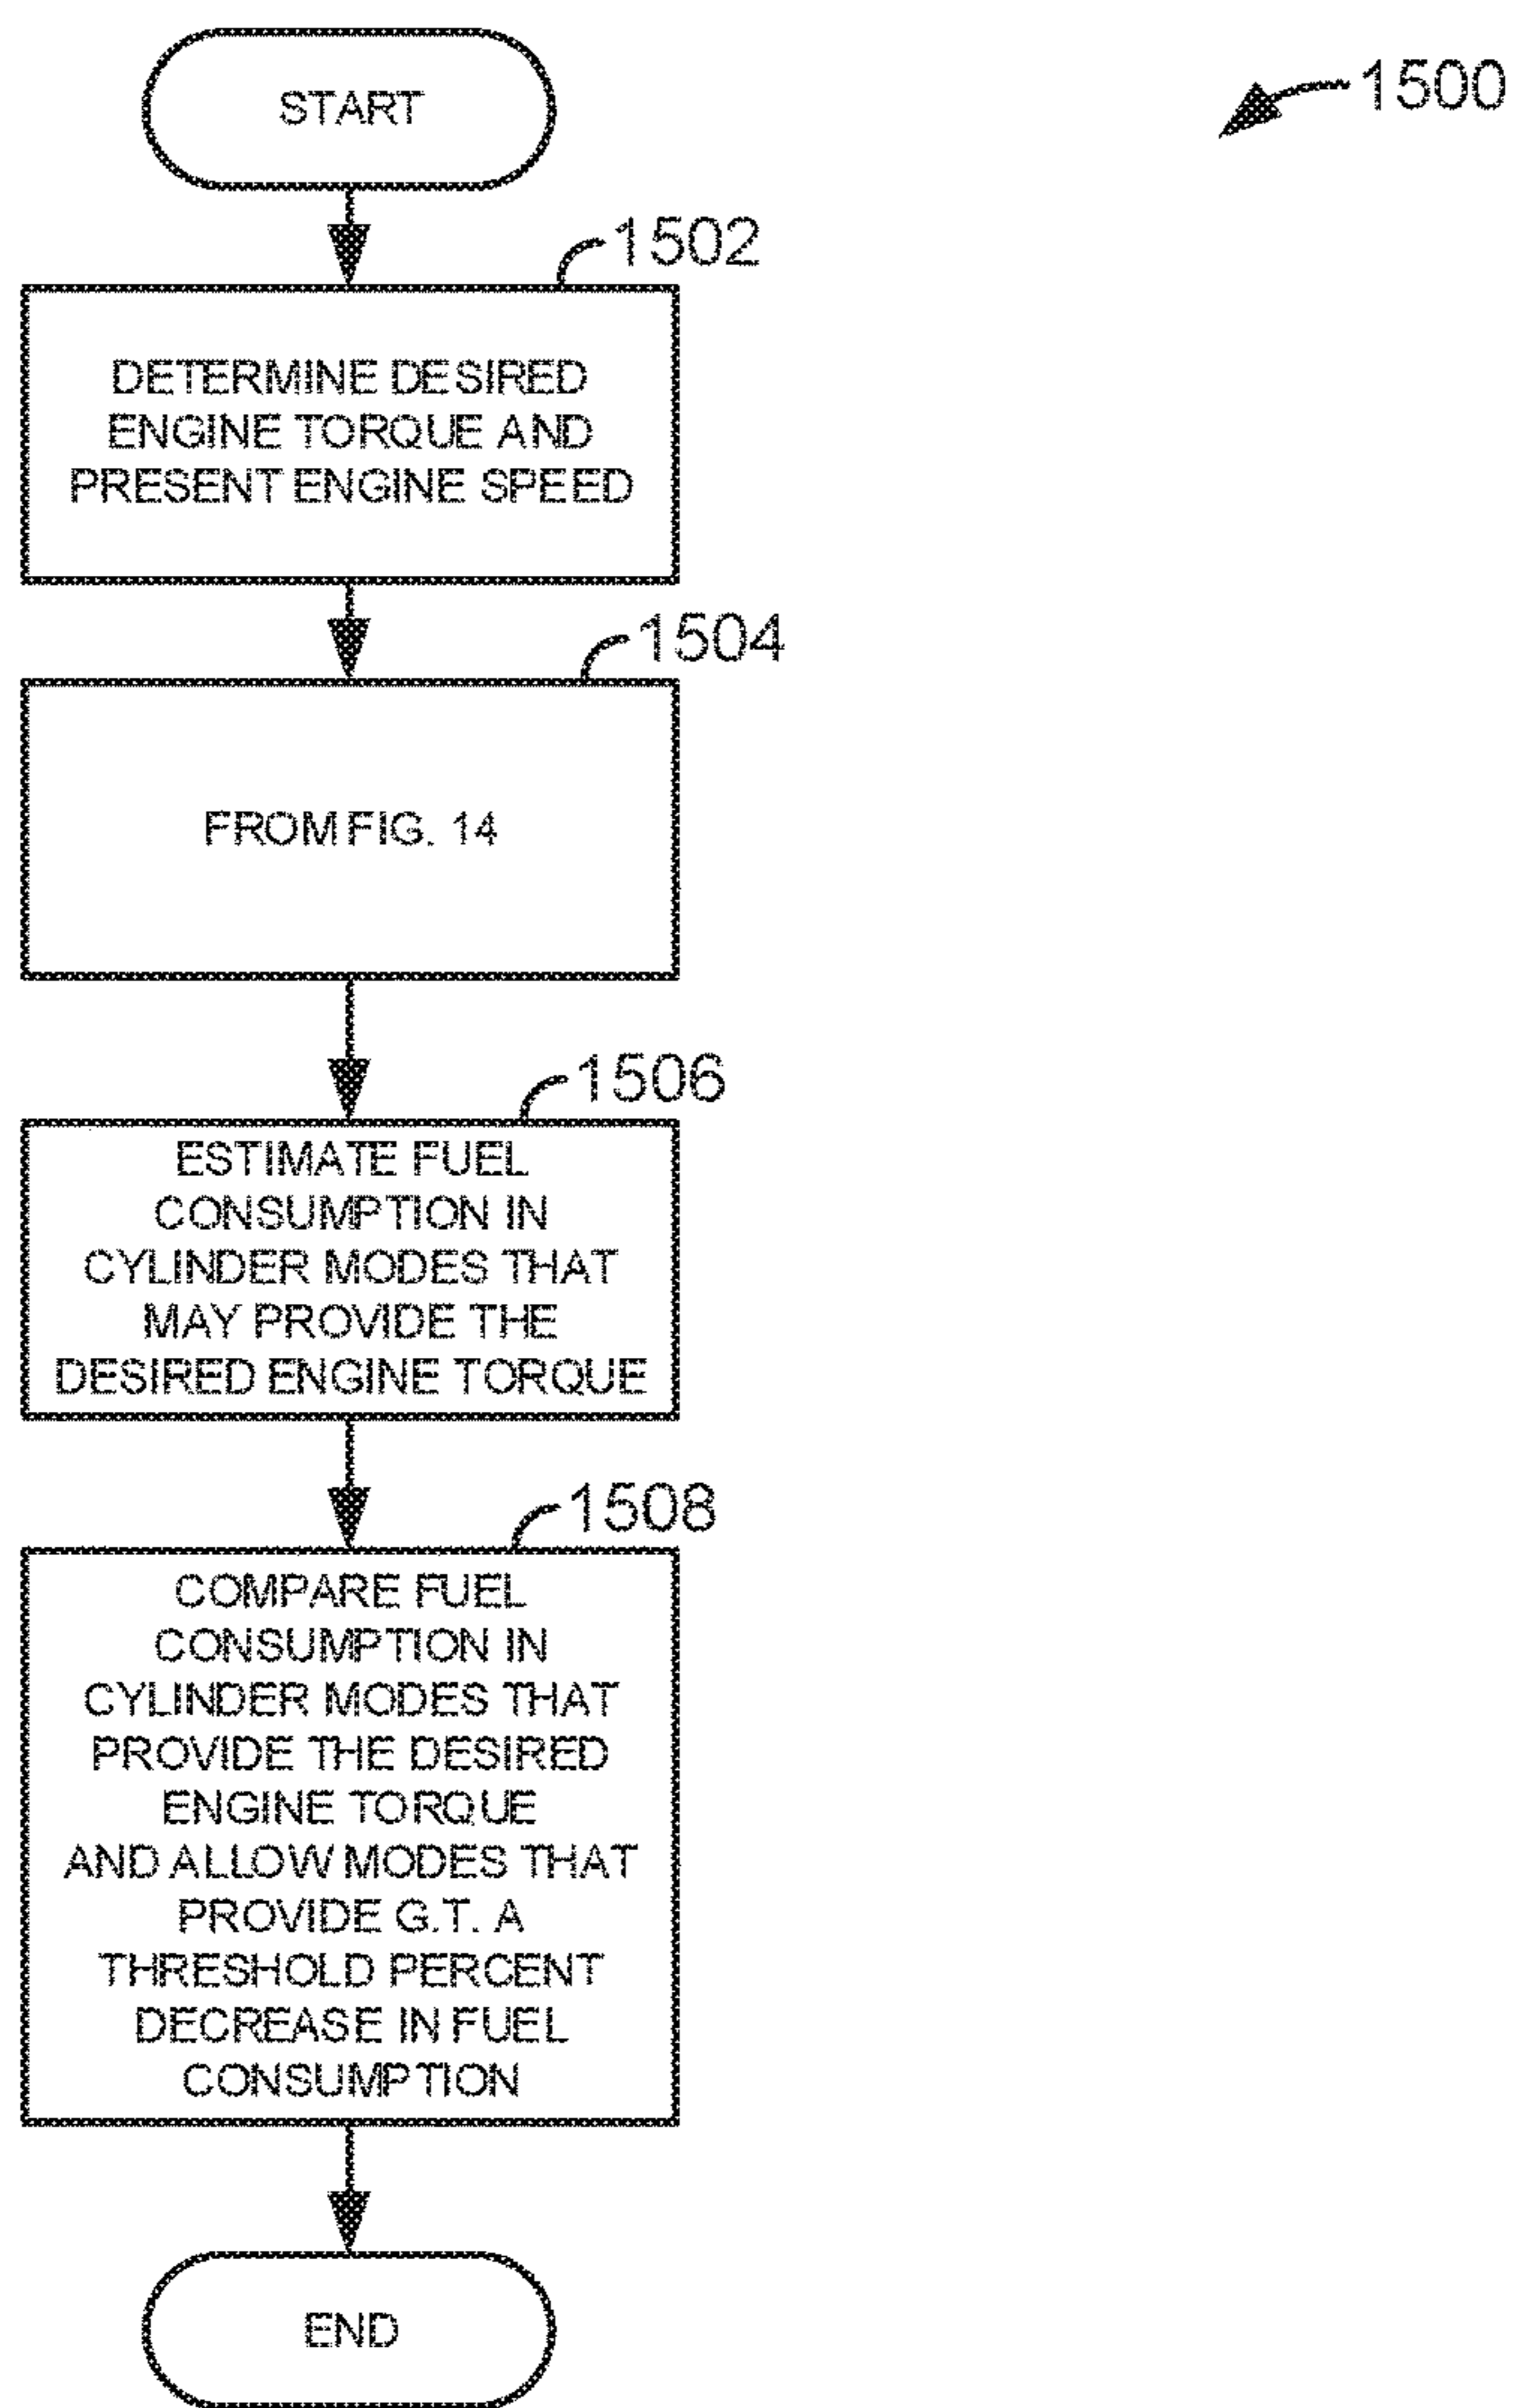 START
1500
1502
DETERMINE DESIRED
ENGINE TORQUE AND
PRESENT ENGINE SPEED
1504
FROM FIG. 14
1506
ESTIMATE FUEL
CONSUMPTION IN
CYLINDER MODES THAT
MAY PROVIDE THE
DESIRED ENGINE TORQUE
1508
COMPARE FUEL
CONSUMPTION IN
CYLINDER MODES THAT
PROVIDE THE DESIRED
ENGINE TORQUE
AND ALLOW MODES THAT
PROVIDE G.T. A
THRESHOLD PERCENT
DECREASE IN FUEL
CONSUMPTION
END